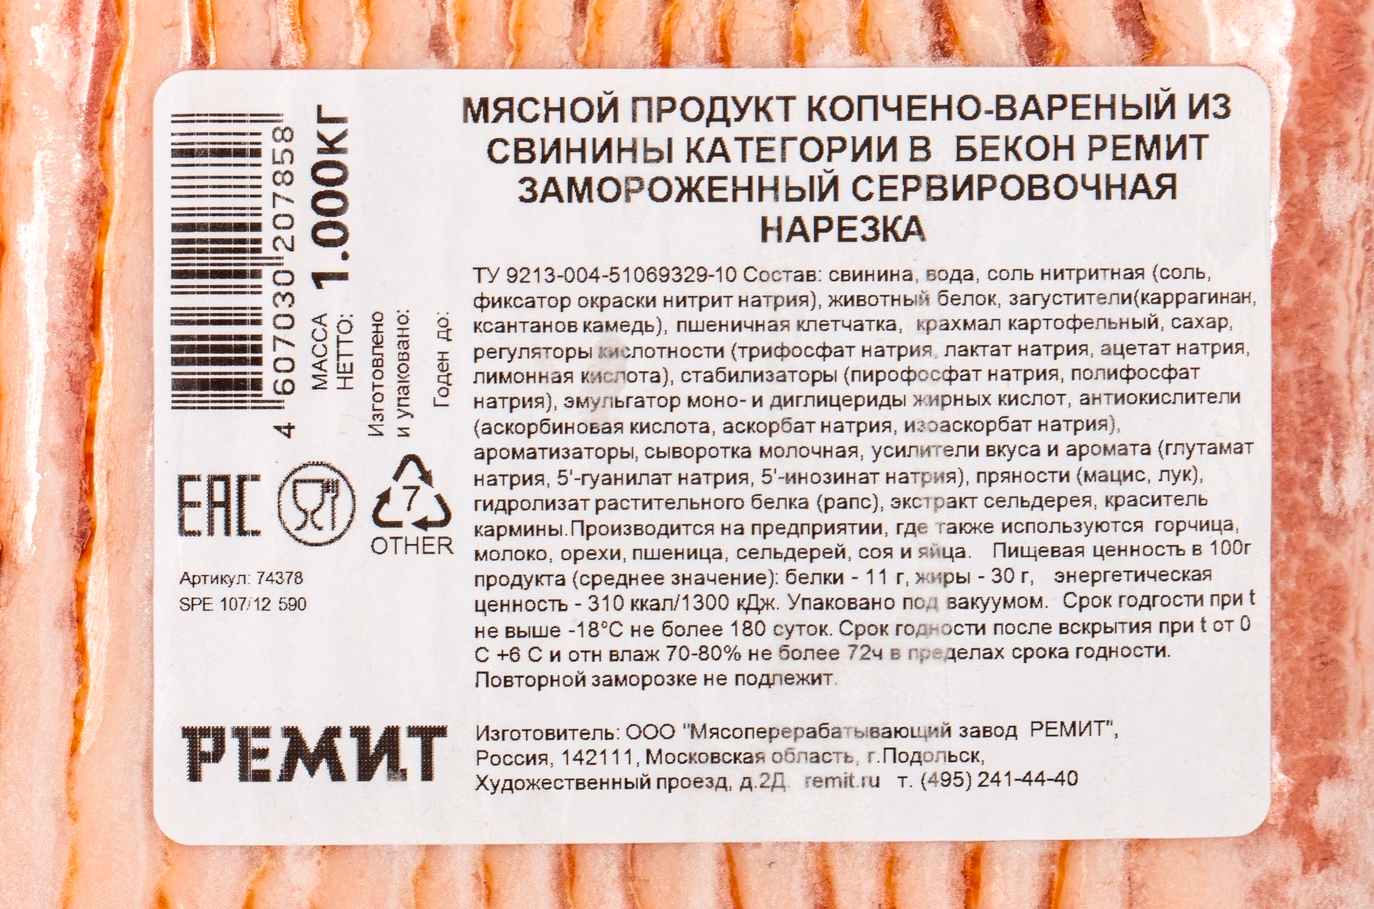 МЯСНОЙ ПРОДУКТ КОПЧЕНО-ВАРЕНЫЙ ИЗ
СВИНИНЫ КАТЕГОРИИ В БЕКОН РЕМИТ
ЗАМОРОЖЕННЫЙ СЕРВИРОВОЧНАЯ
НАРЕЗКА
4 607030 207858
МАССА
НЕТТО:
1.000КГ
Изготовлено
и упаковано:
Годен до:
EAC
7
OTHER
Артикул: 74378
SPE 107/12 590
ТУ 9213-004-51069329-10 Состав: свинина, вода, соль нитритная (соль,
фиксатор окраски нитрит натрия), животный белок, загустители(каррагинан,
ксантанов камедь), пшеничная клетчатка, крахмал картофельный, сахар,
регуляторы кислотности (трифосфат натрия, лактат натрия, ацетат натрия,
лимонная кислота), стабилизаторы (пирофосфат натрия, полифосфат
натрия), эмульгатор моно- и диглицериды жирных кислот, антиокислители
(аскорбиновая кислота, аскорбат натрия, изоаскорбат натрия),
ароматизаторы, сыворотка молочная, усилители вкуса и аромата (глутамат
натрия, 5'-гуанилат натрия, 5'-инозинат натрия), пряности (мацис, лук),
гидролизат растительного белка (рапс), экстракт сельдерея, краситель
кармины.Производится на предприятии, где также используются горчица,
молоко, орехи, пшеница, сельдерей, соя и яйца. Пищевая ценность в 100г
продукта (среднее значение): белки - 11 г, жиры - 30 г, энергетическая
ценность - 310 ккал/1300 кДж. Упаковано под вакуумом. Срок годгости при t
не выше -18°С не более 180 суток. Срок годности после вскрытия при t от 0
С +6 С и отн влаж 70-80% не более 72ч в пределах срока годности.
Повторной заморозке не подлежит.
РЕМИТ
Изготовитель: ООО "Мясоперерабатывающий завод РЕМИТ",
Россия, 142111, Московская область, г.Подольск,
Художественный проезд, д.2Д remit.ru т. (495) 241-44-40